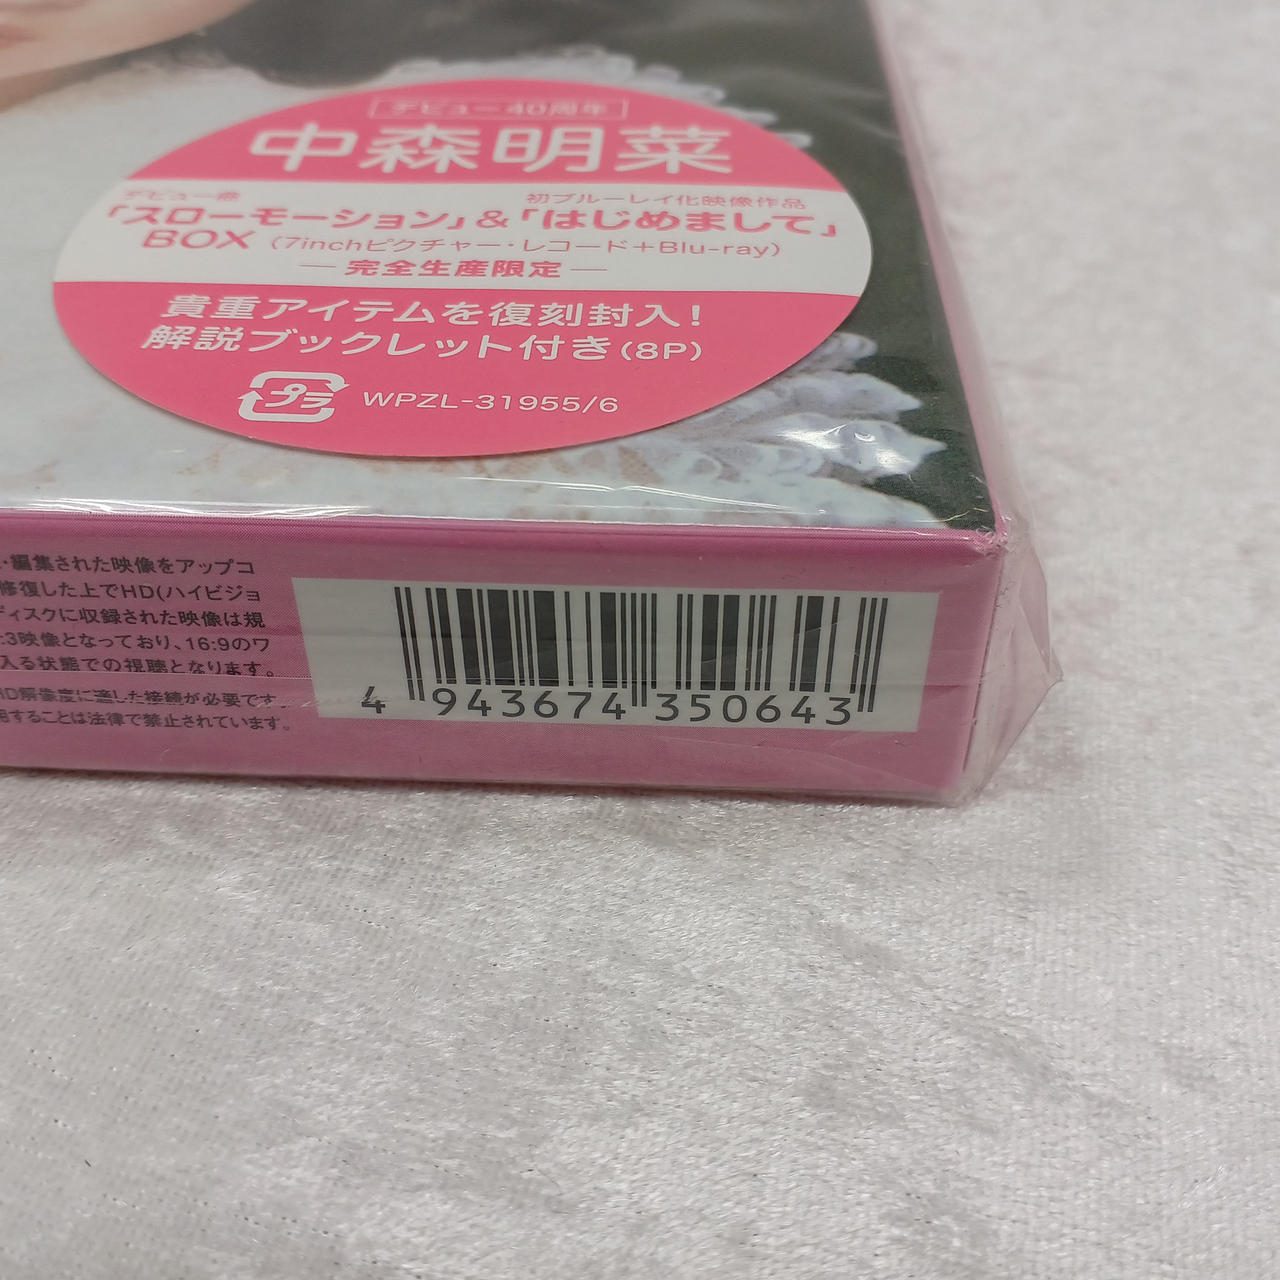 デビュー40周年
中森明菜
デビュー曲 初ブルーレイ化映像作品
「スローモーション」&「はじめまして」
BOX(7inchピクチャー・レコード+Blu-ray)
—完全生産限定—
貴重アイテムを復刻封入!
解説ブックレット付き(8P)
プラ WPZL-31955/6
・編集された映像をアップコ
修復した上でHD(ハイビジョ
ディスクに収録された映像は規
:3映像となっており、16:9のワ
入る状態での視聴となります。
HD解像度に適した接続が必要です。
用することは法律で禁止されています。
4 943674 350643